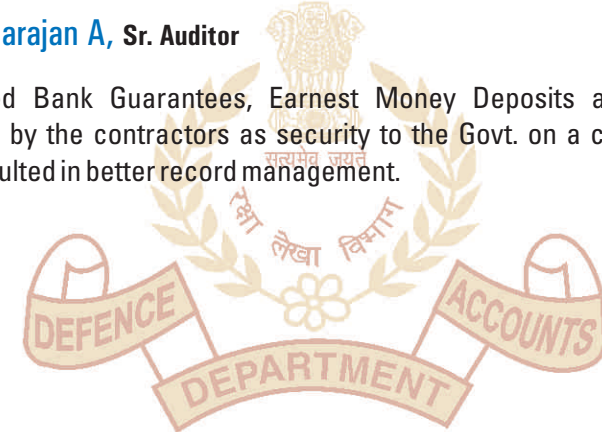 arajan A, Sr. Auditor
d Bank Guarantees, Earnest Money Deposits a
by the contractors as security to the Govt. on a c
ulted in better record management.
सत्यमेव जयते
रक्षा लेखा विभाग
DEFENCE ACCOUNTS
DEPARTMENT